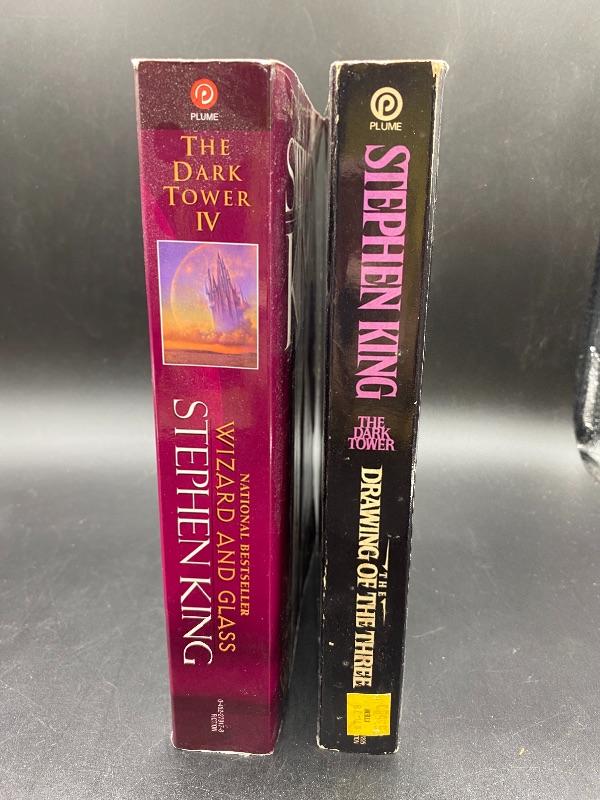 PLUME
THE
DARK
TOWER
IV
NATIONAL BESTSELLER
WIZARD AND GLASS
STEPHEN KING
FICTION
PLUME
STEPHEN KING
THE
DARK
TOWER
THE
DRAWING OF THE THREE